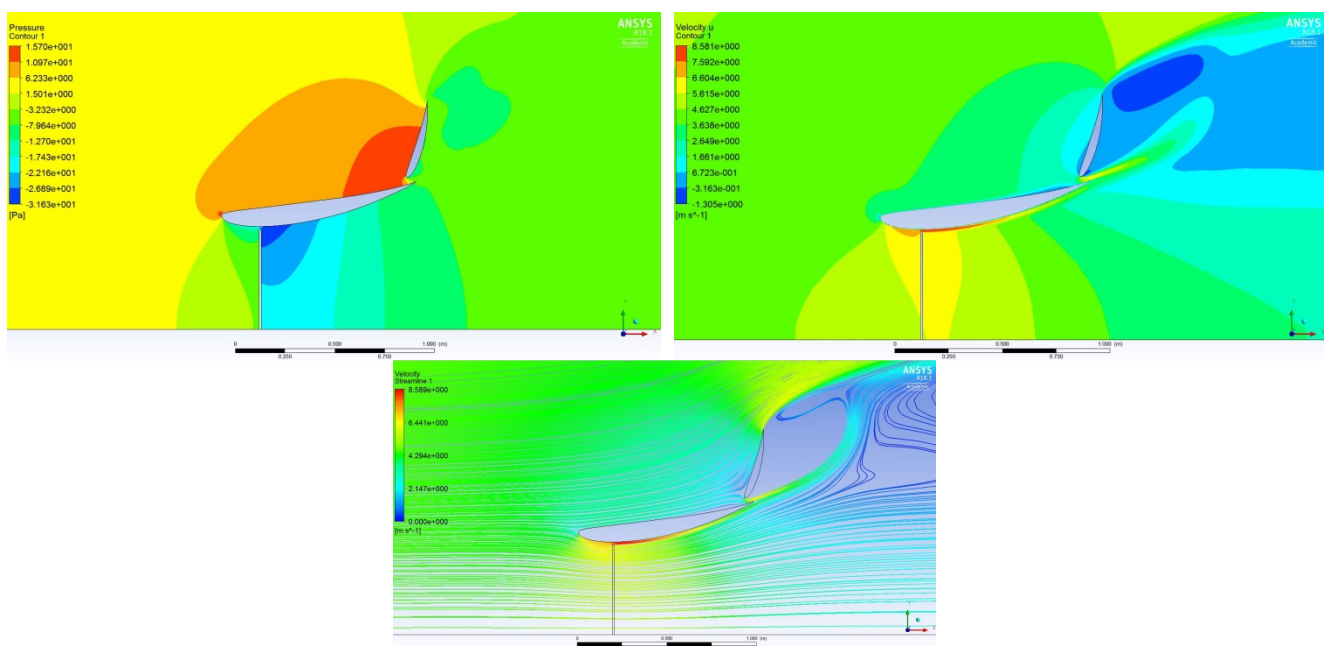 Pressure
Contour 1
1.570e+001
1.097e+001
6.233e+000
1.501e+000
-3.232e+000
-7.964e+000
-1.270e+001
-1.743e+001
-2.216e+001
-2.689e+001
-3.163e+001
[Pa]
ANSYS
R18.1
Academic
0 0.500 1.000 (m)
0.250 0.750
Y
X
Velocity u
Contour 1
8.581e+000
7.592e+000
6.604e+000
5.615e+000
4.627e+000
3.638e+000
2.649e+000
1.661e+000
6.723e-001
-3.163e-001
-1.305e+000
[m s^-1]
ANSYS
R18.1
Academic
0 0.500 1.000 (m)
0.250 0.750
X
Velocity
Streamline 1
8.589e+000
6.441e+000
4.294e+000
2.147e+000
0.000e+000
[m s^-1]
ANSYS
R18.1
Academic
0 0.500 1.000 (m)
0.250 0.750
X